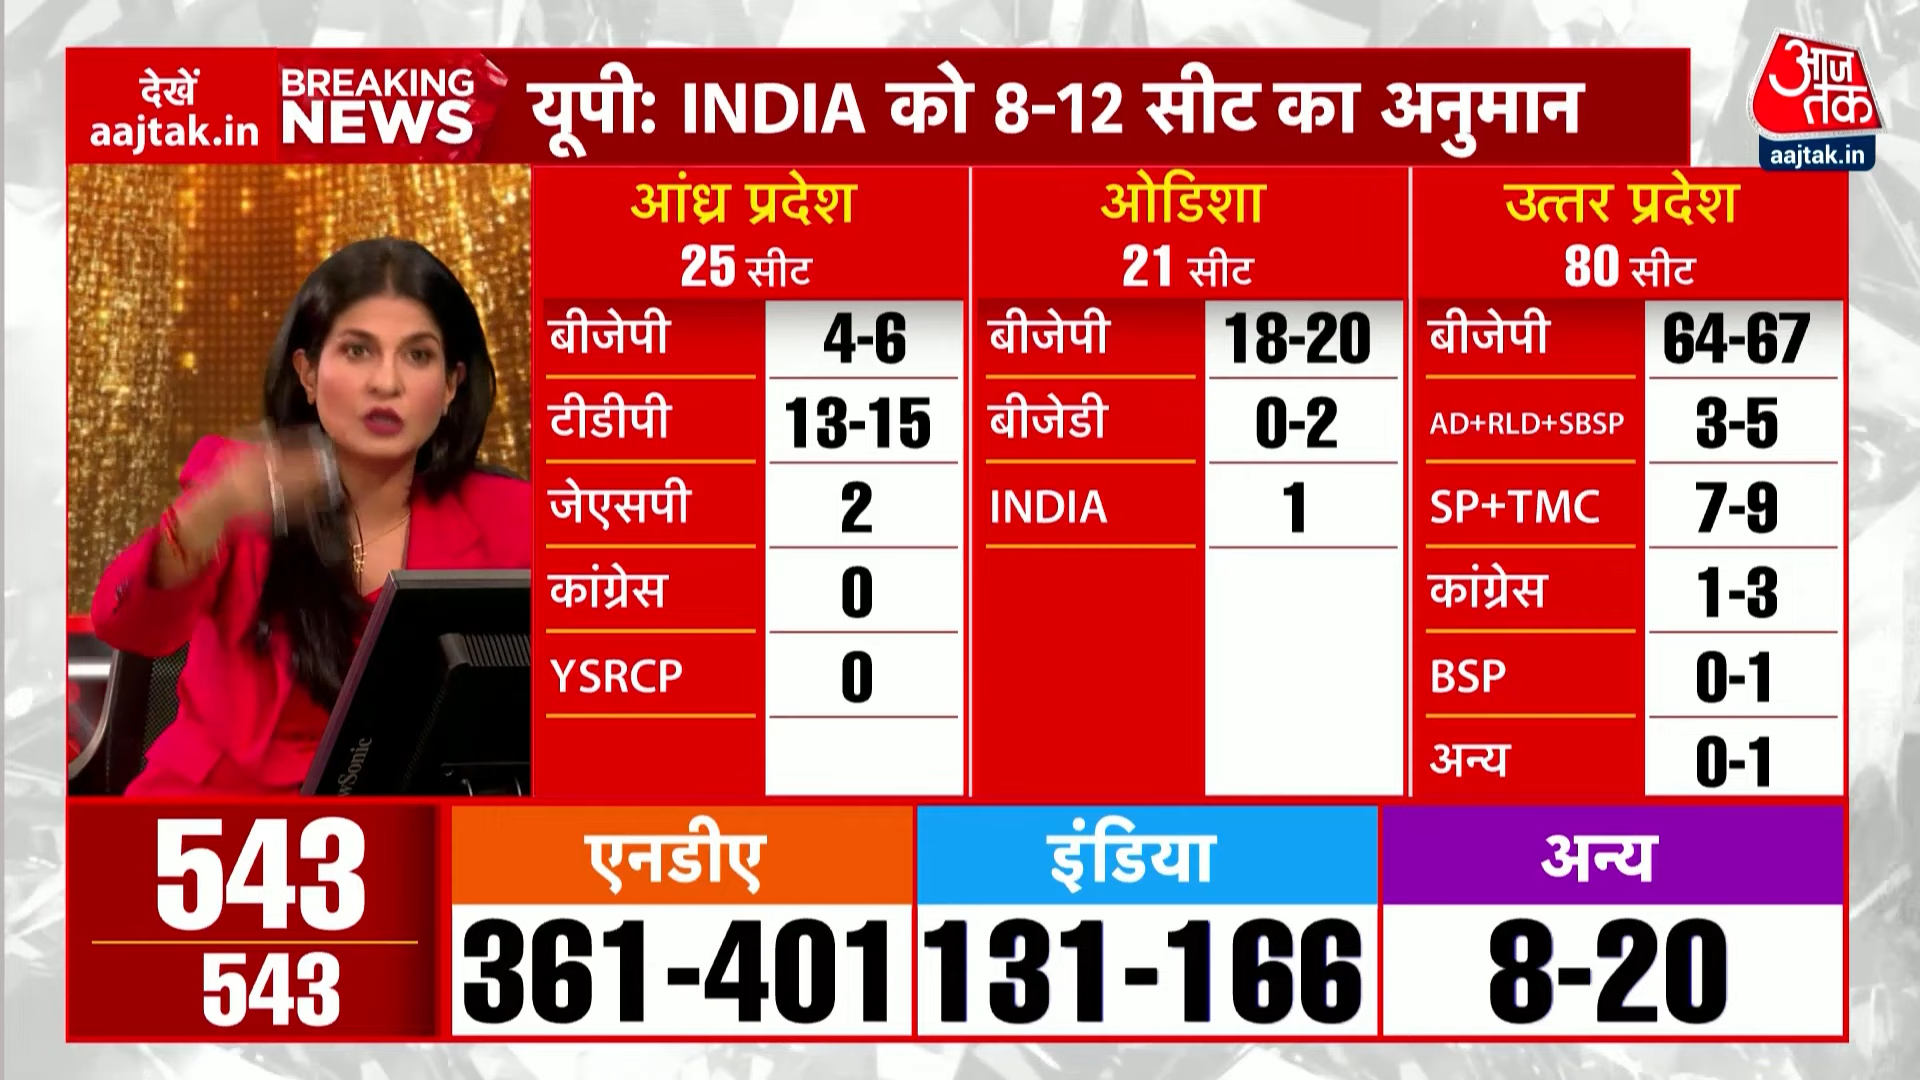 देखें
aajtak.in
BREAKING
NEWS
यूपी: INDIA को 8-12 सीट का अनुमान
आज
तक
aajtak.in
आंध्र प्रदेश
25 सीट
बीजेपी 4-6
टीडीपी 13-15
जेएसपी 2
कांग्रेस 0
YSRCP 0
ओडिशा
21 सीट
बीजेपी 18-20
बीजेडी 0-2
INDIA 1
उत्तर प्रदेश
80 सीट
बीजेपी 64-67
AD+RLD+SBSP 3-5
SP+TMC 7-9
कांग्रेस 1-3
BSP 0-1
अन्य 0-1
wSonic
543
543
एनडीए
361-401
इंडिया
131-166
अन्य
8-20